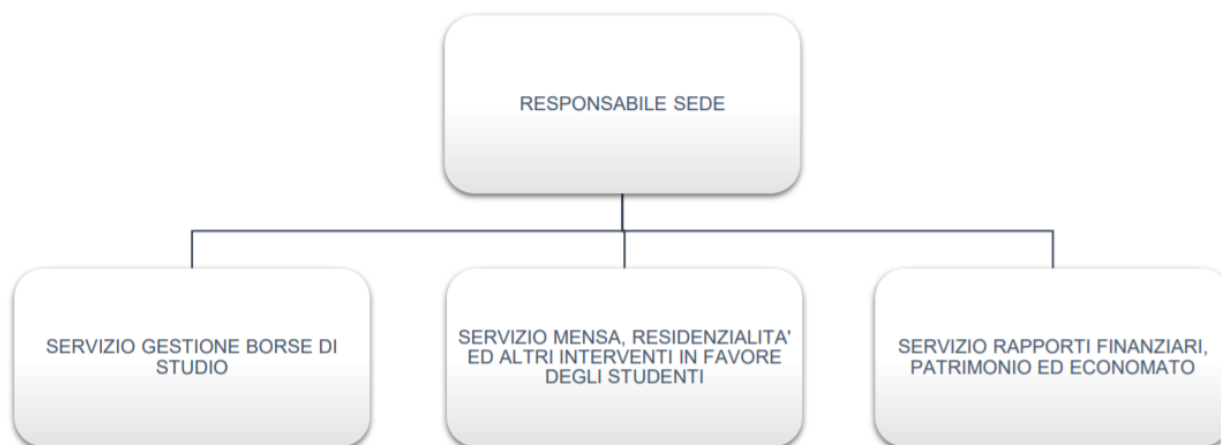 RESPONSABILE SEDE
SERVIZIO GESTIONE BORSE DI
STUDIO
SERVIZIO MENSA, RESIDENZIALITA'
ED ALTRI INTERVENTI IN FAVORE
DEGLI STUDENTI
SERVIZIO RAPPORTI FINANZIARI,
PATRIMONIO ED ECONOMATO